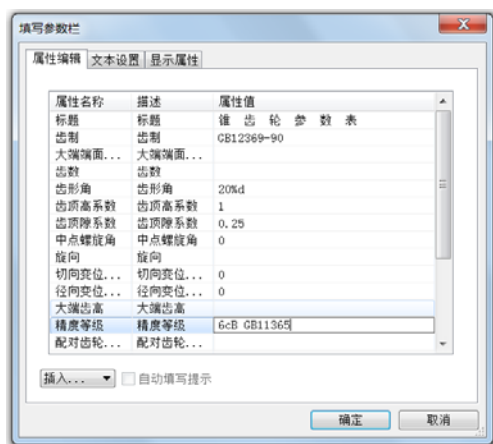 填写参数栏
属性编辑 文本设置 显示属性
属性名称 描述 属性值
标题 标题 锥 齿 轮 参 数 表
齿制 齿制 GB12369-90
大端端面... 大端端面...
齿数 齿数
齿形角 齿形角 20%d
齿顶高系数 齿顶高系数 1
齿顶隙系数 齿顶隙系数 0.25
中点螺旋角 中点螺旋角 0
旋向 旋向
切向变位... 切向变位... 0
径向变位... 径向变位... 0
大端齿高 大端齿高
精度等级 精度等级 6cB GB11365
配对齿轮... 配对齿轮...
插入... 自动填写提示
确定 取消